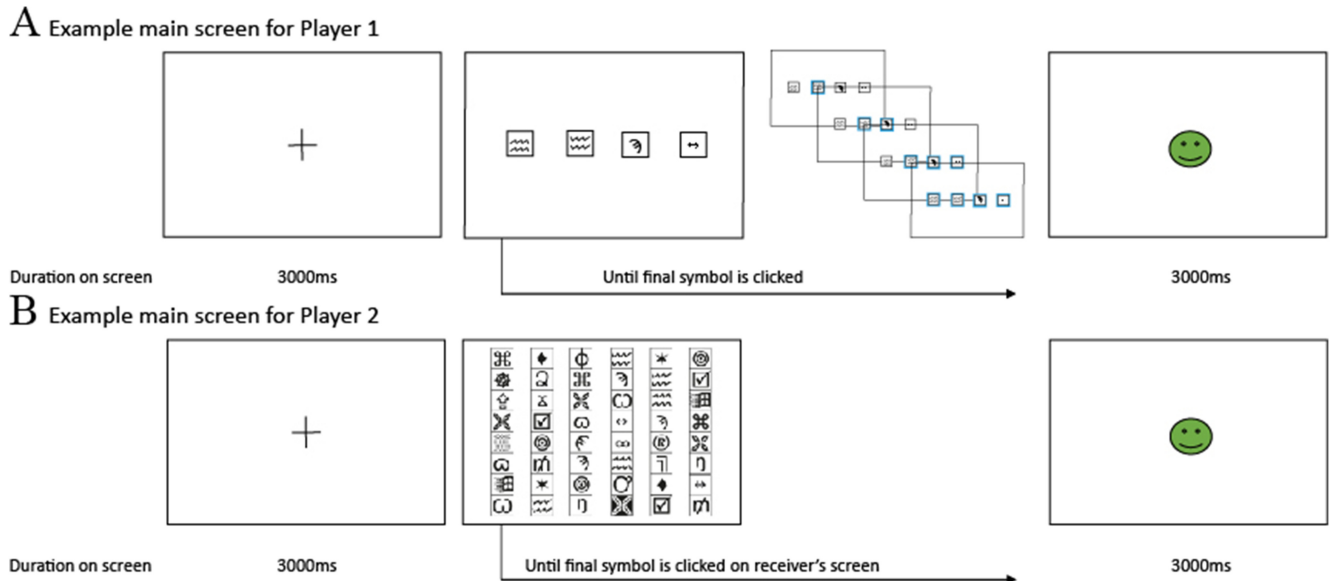 A Example main screen for Player 1
Duration on screen 3000ms Until final symbol is clicked 3000ms
B Example main screen for Player 2
Duration on screen 3000ms Until final symbol is clicked on receiver's screen 3000ms